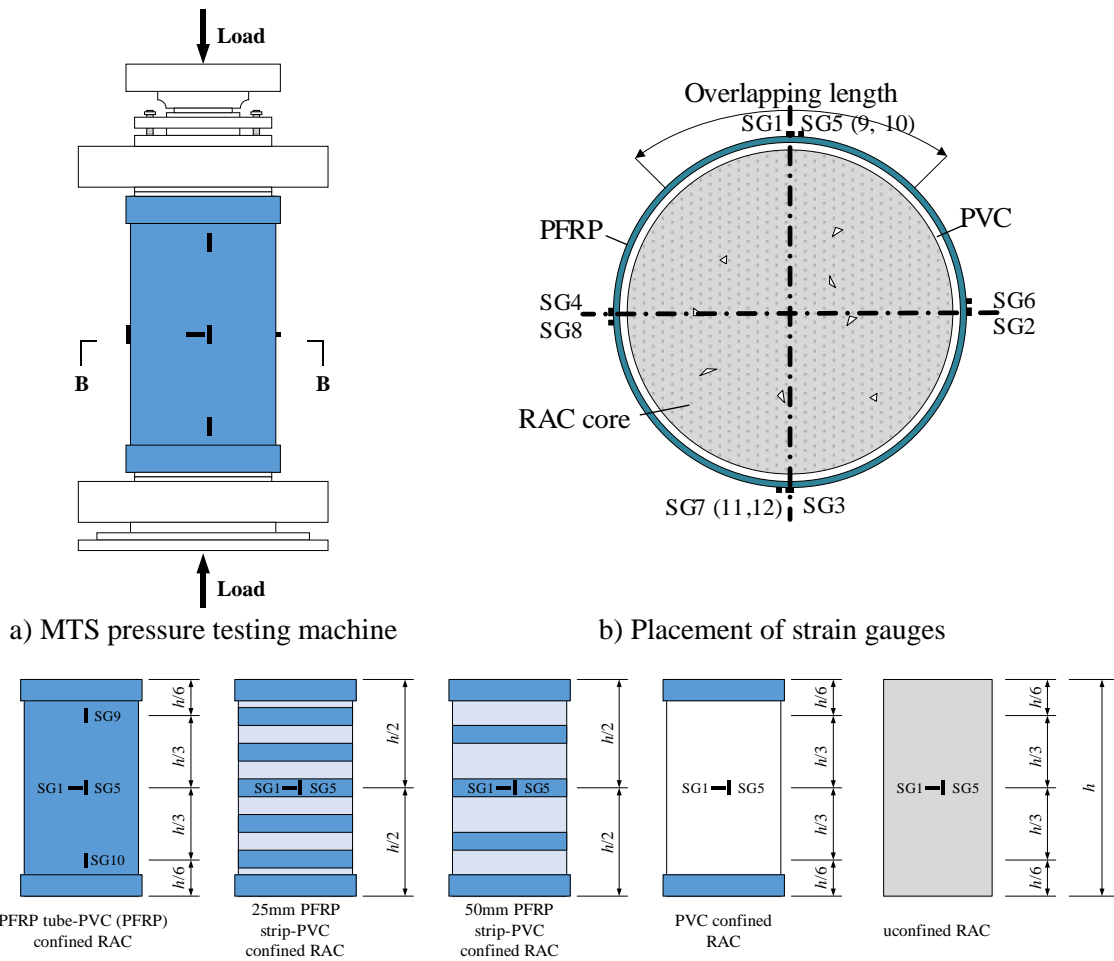 Load
B
B
Load
Overlapping length
SG1 SG5 (9, 10)
PFRP
PVC
SG4
SG8
SG6
SG2
RAC core
SG7 (11,12)
SG3
a) MTS pressure testing machine
b) Placement of strain gauges
SG9
SG1
SG5
SG10
h/6
h/3
h/3
h/6
SG1
SG5
h/2
h/2
SG1
SG5
h/2
h/2
SG1
SG5
h/6
h/3
h/3
h/6
SG1
SG5
h/6
h/3
h/3
h/6
h
PFRP tube-PVC (PFRP)
confined RAC
25mm PFRP
strip-PVC
confined RAC
50mm PFRP
strip-PVC
confined RAC
PVC confined
RAC
uconfined RAC